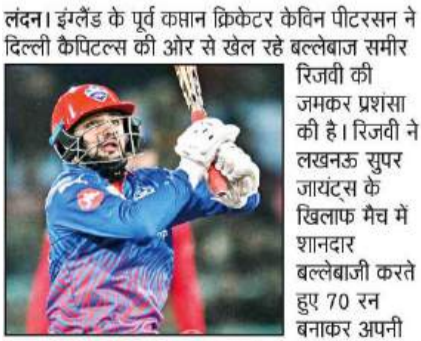 लंदन। इंग्लैंड के पूर्व कप्तान क्रिकेटर केविन पीटरसन ने
दिल्ली कैपिटल्स की ओर से खेल रहे बल्लेबाज समीर
रिजवी की
जमकर प्रशंसा
की है। रिजवी ने
लखनऊ सुपर
जायंट्स के
खिलाफ मैच में
शानदार
बल्लेबाजी करते
हुए 70 रन
बनाकर अपनी